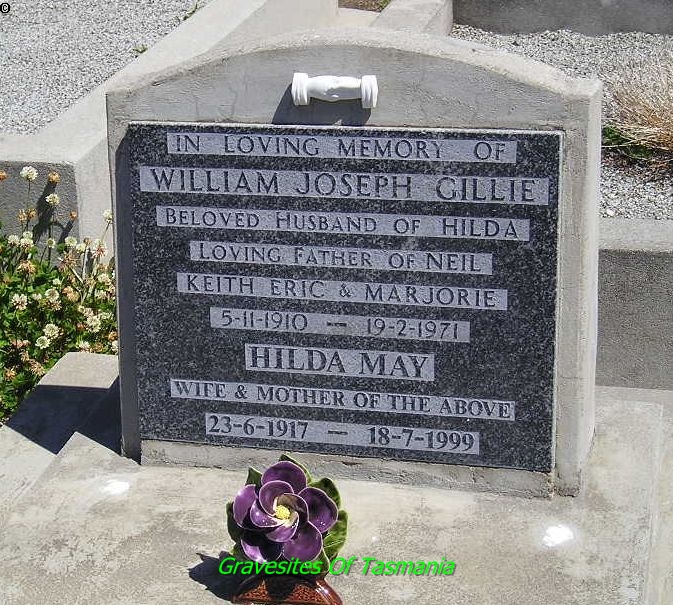 ©
IN LOVING MEMORY OF
WILLIAM JOSEPH GILLIE
BELOVED HUSBAND OF HILDA
LOVING FATHER OF NEIL
KEITH ERIC & MARJORIE
5-11-1910 — 19-2-1971
HILDA MAY
WIFE & MOTHER OF THE ABOVE
23-6-1917 — 18-7-1999
Gravesites Of Tasmania